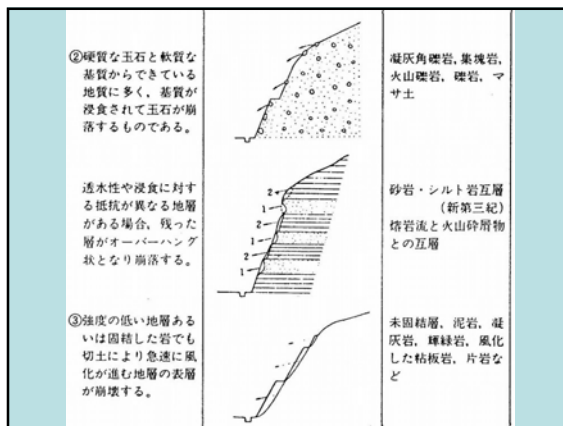 ②硬質な玉石と軟質な
基質からできている
地質に多く,基質が
浸食されて玉石が崩
落するものである。
凝灰角礫岩,集塊岩,
火山礫岩,礫岩,マ
サ土
透水性や浸食に対す
る抵抗が異なる地層
がある場合,残った
層がオーバーハング
状となり崩落する。
2
1
2
1
2
1
砂岩・シルト岩互層
(新第三紀)
熔岩流と火山砕屑物
との互層
③強度の低い地層ある
いは固結した岩でも
切土により急速に風
化が進む地層の表層
が崩壊する。
未固結層,泥岩,凝
灰岩,輝緑岩,風化
した粘板岩,片岩な
ど